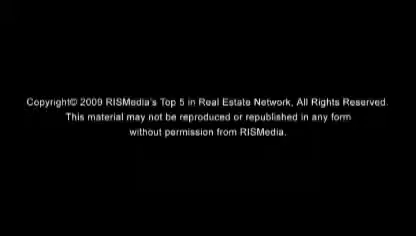 Copyright© 2009 RISMedia's Top 5 in Real Estate Network, All Rights Reserved.
This material may not be reproduced or republished in any form
without permission from RISMedia.